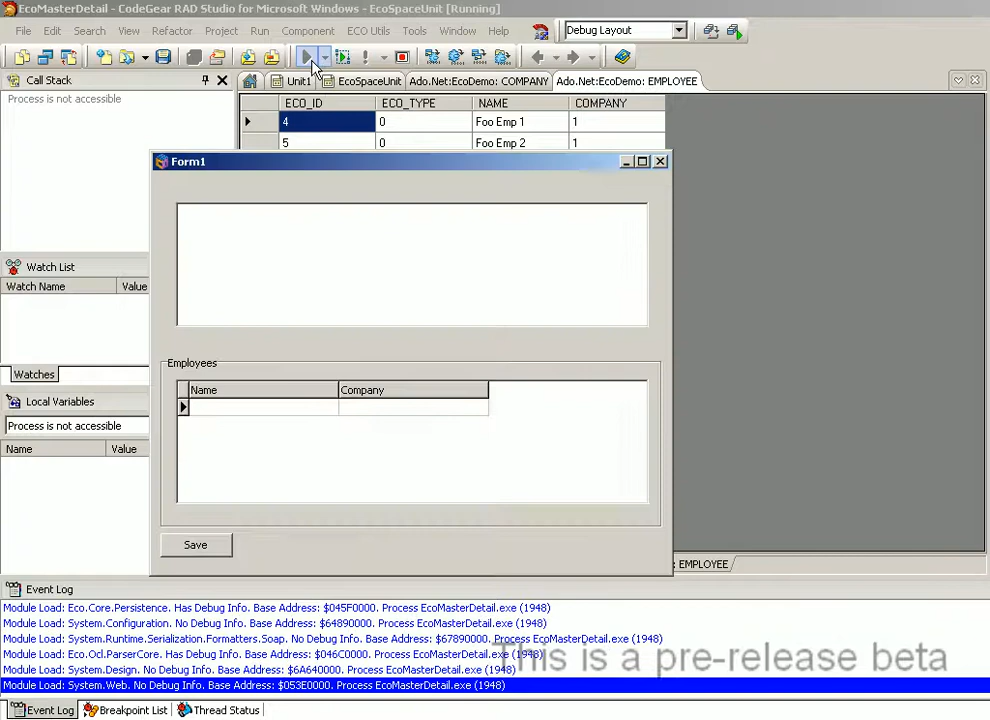 EcoMasterDetail - CodeGear RAD Studio for Microsoft Windows - EcoSpaceUnit [Running]
File Edit Search View Refactor Project Run Component ECO Utils Tools Window Help
Debug Layout
Call Stack
Unit1 EcoSpaceUnit Ado.Net:EcoDemo: COMPANY Ado.Net:EcoDemo: EMPLOYEE
Process is not accessible
ECO_ID ECO_TYPE NAME COMPANY
4 0 Foo Emp 1 1
5 0 Foo Emp 2 1
Form1
Watch List
Watch Name Value
Employees
Name Company
Watches
Local Variables
Process is not accessible
Name Value
Save
: EMPLOYEE
Event Log
Module Load: Eco.Core.Persistence. Has Debug Info. Base Address: $045F0000. Process EcoMasterDetail.exe (1948)
Module Load: System.Configuration. No Debug Info. Base Address: $64890000. Process EcoMasterDetail.exe (1948)
Module Load: System.Runtime.Serialization.Formatters.Soap. No Debug Info. Base Address: $67890000. Process EcoMasterDetail.exe (1948)
Module Load: Eco.Ocl.ParserCore. Has Debug Info. Base Address: $046C0000. Process EcoMasterDetail.exe (1948)
Module Load: System.Design. No Debug Info. Base Address: $6A640000. Process EcoMasterDetail.exe (1948)
Module Load: System.Web. No Debug Info. Base Address: $053E0000. Process EcoMasterDetail.exe (1948)
This is a pre-release beta
Event Log Breakpoint List Thread Status